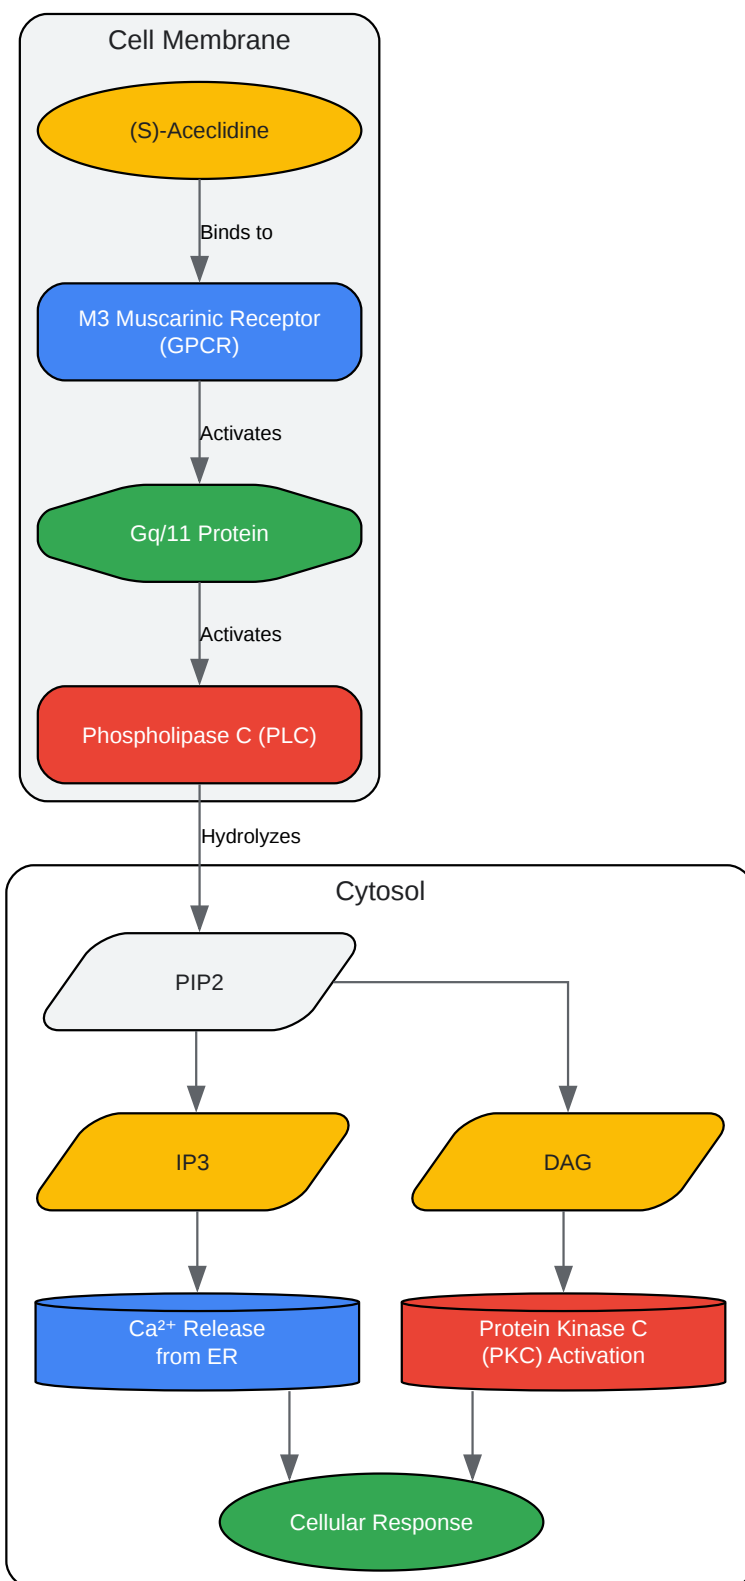 Cell Membrane
(S)-Aceclidine
Binds to
M3 Muscarinic Receptor
(GPCR)
Activates
Gq/11 Protein
Activates
Phospholipase C (PLC)
Hydrolyzes
Cytosol
PIP2
IP3
DAG
Ca²⁺ Release
from ER
Protein Kinase C
(PKC) Activation
Cellular Response